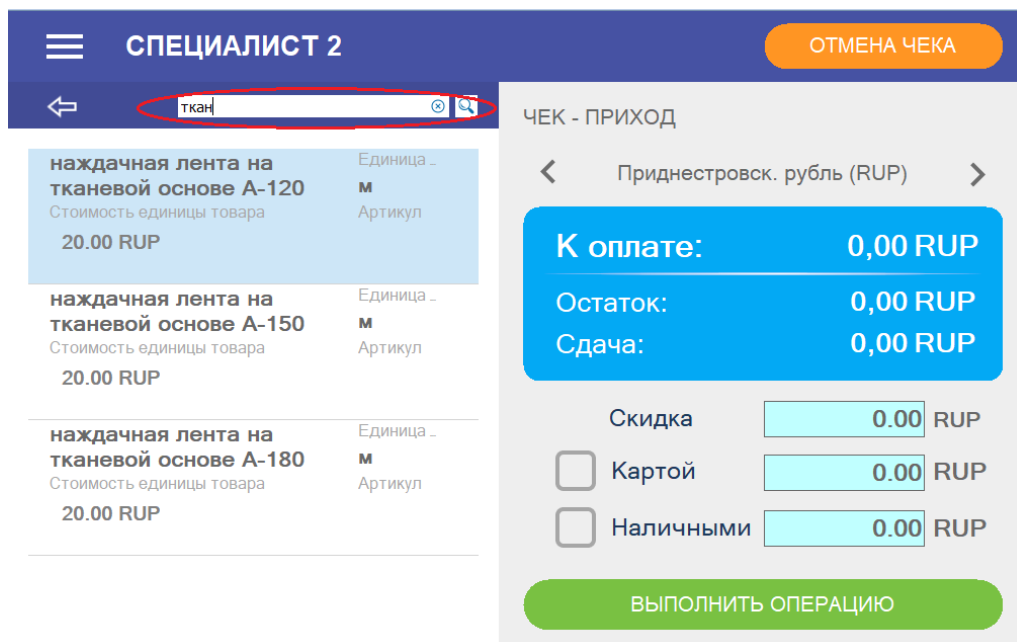 СПЕЦИАЛИСТ 2
ОТМЕНА ЧЕКА
ткан
наждачная лента на
тканевой основе А-120
Единица _
м
Стоимость единицы товара
Артикул
20.00 RUP
наждачная лента на
тканевой основе А-150
Единица _
м
Стоимость единицы товара
Артикул
20.00 RUP
наждачная лента на
тканевой основе А-180
Единица _
м
Стоимость единицы товара
Артикул
20.00 RUP
ЧЕК - ПРИХОД
Приднестровск. рубль (RUP)
К оплате: 0,00 RUP
Остаток: 0,00 RUP
Сдача: 0,00 RUP
Скидка 0.00 RUP
Картой 0.00 RUP
Наличными 0.00 RUP
ВЫПОЛНИТЬ ОПЕРАЦИЮ